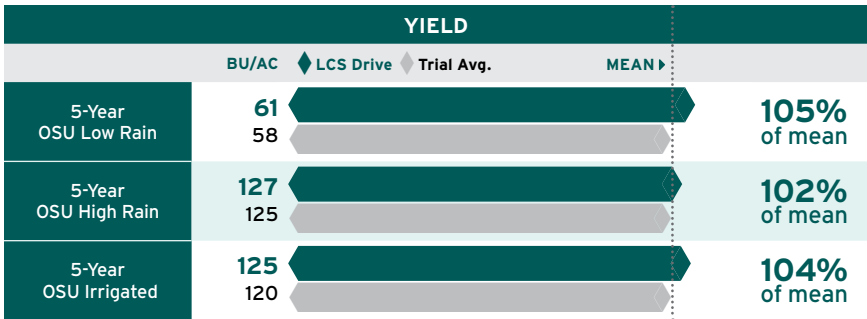 YIELD
BU/AC LCS Drive Trial Avg. MEAN
5-Year
OSU Low Rain
61
58
105%
of mean
5-Year
OSU High Rain
127
125
102%
of mean
5-Year
OSU Irrigated
125
120
104%
of mean